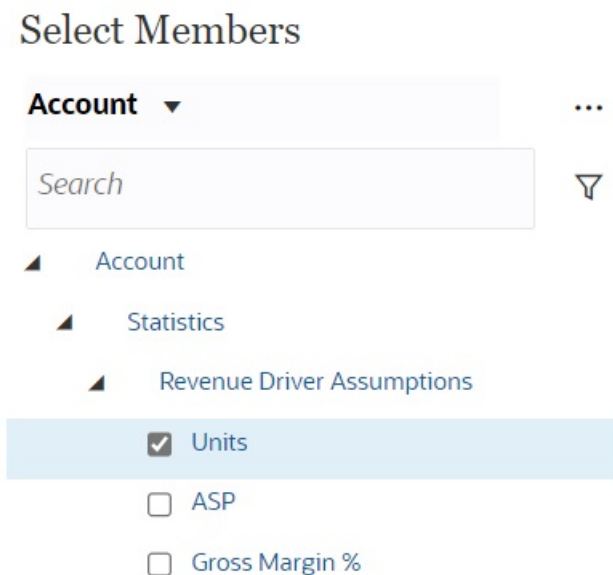 Select Members
Account
...
Search
Account
Statistics
Revenue Driver Assumptions
Units
ASP
Gross Margin %